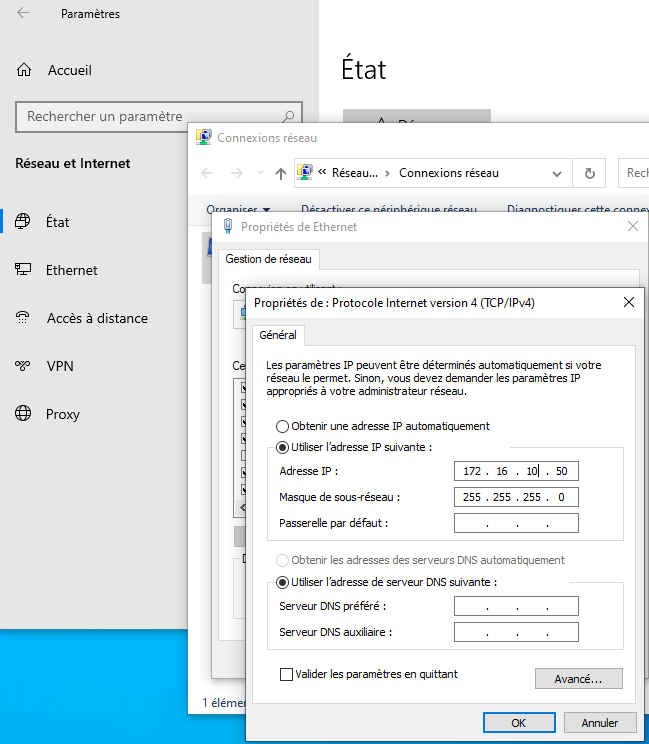 Paramètres
Accueil
Rechercher un paramètre
Réseau et Internet
État
Ethernet
Accès à distance
VPN
Proxy
État
Connexions réseau
« Réseau... > Connexions réseau
Rech
Organiser Désactiver ce périphérique réseau Diagnostiquer cette connex
Propriétés de Ethernet
Gestion de réseau
Propriétés de : Protocole Internet version 4 (TCP/IPv4)
Général
Les paramètres IP peuvent être déterminés automatiquement si votre
réseau le permet. Sinon, vous devez demander les paramètres IP
appropriés à votre administrateur réseau.
Obtenir une adresse IP automatiquement
Utiliser l'adresse IP suivante :
Adresse IP : 172 . 16 . 10 . 50
Masque de sous-réseau : 255 . 255 . 255 . 0
Passerelle par défaut : . . .
Obtenir les adresses des serveurs DNS automatiquement
Utiliser l'adresse de serveur DNS suivante :
Serveur DNS préféré : . . .
Serveur DNS auxiliaire : . . .
Valider les paramètres en quittant
Avancé...
1 élémen
OK Annuler